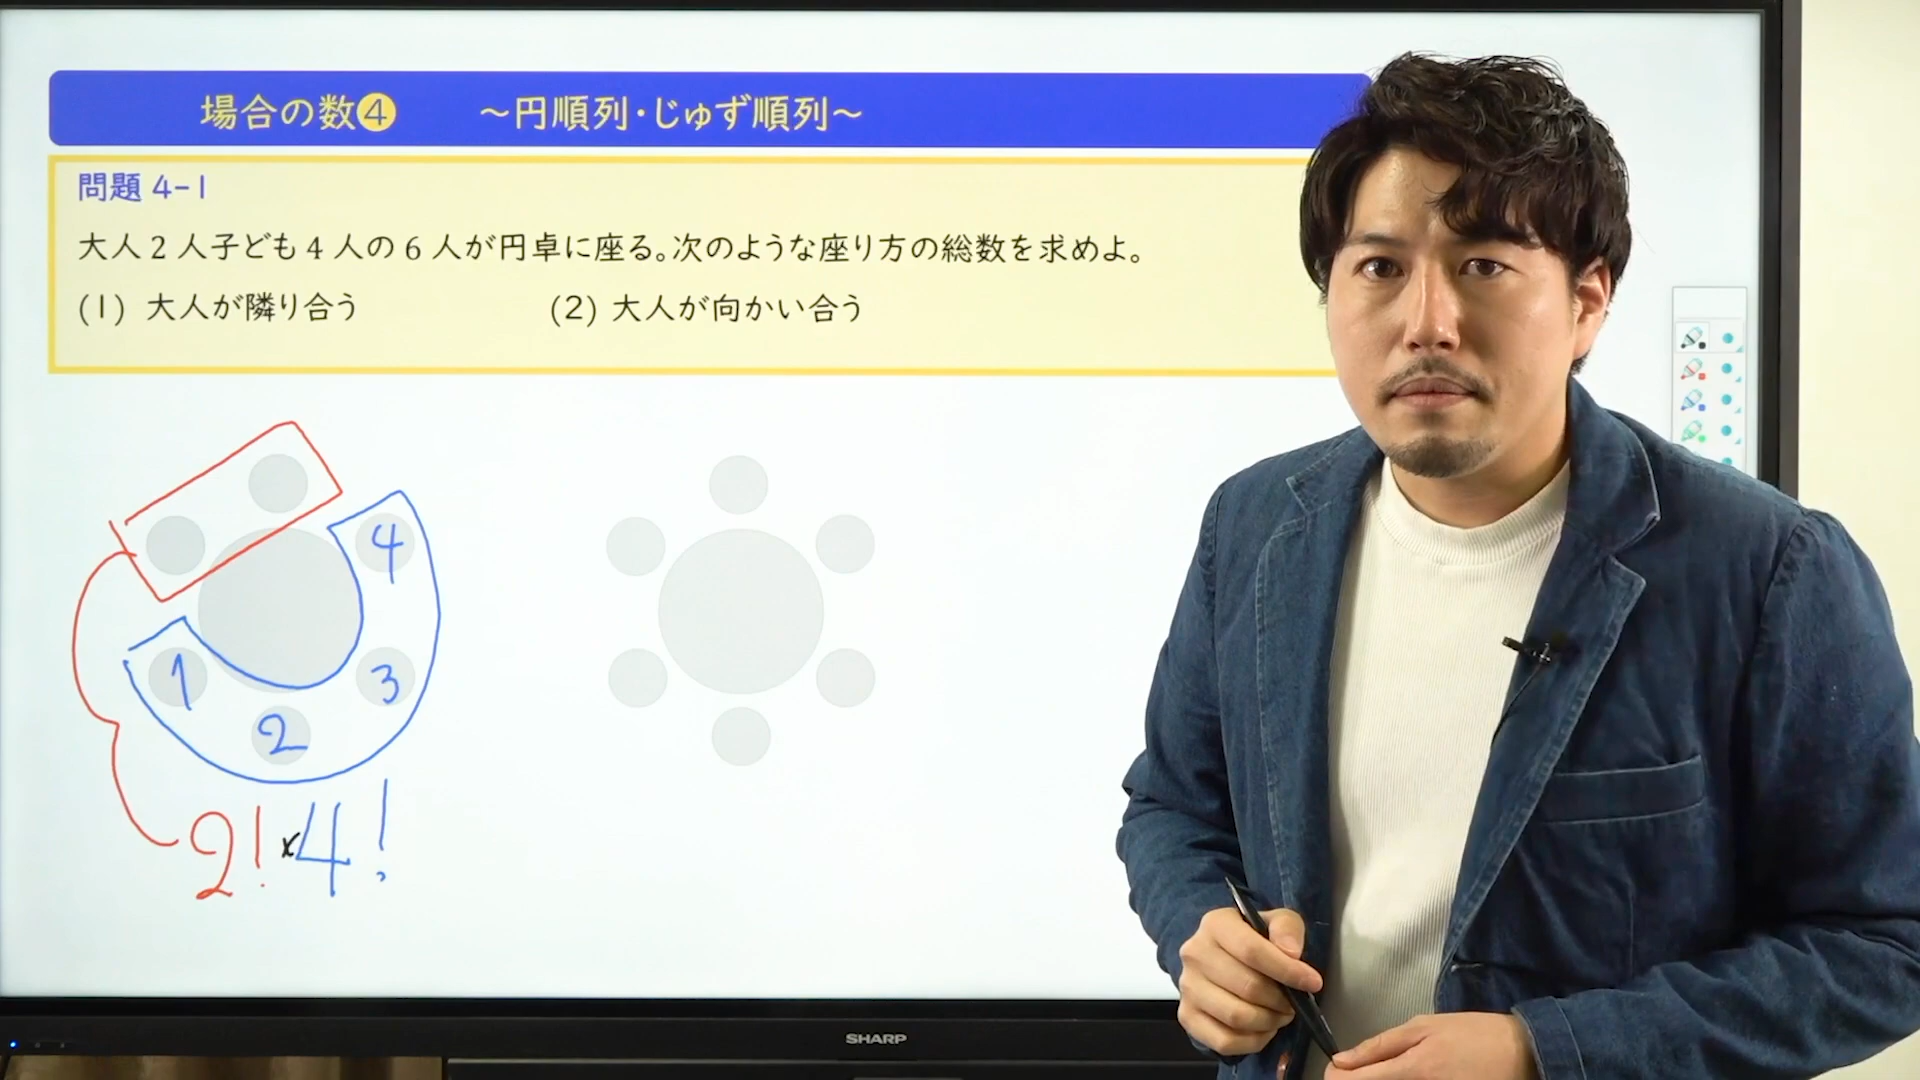 場合の数❹ ～円順列・じゅず順列～
問題 4-1
大人 2 人子ども 4 人の 6 人が円卓に座る。次のような座り方の総数を求めよ。
(1) 大人が隣り合う (2) 大人が向かい合う
4
1
3
2
2! × 4!
SHARP